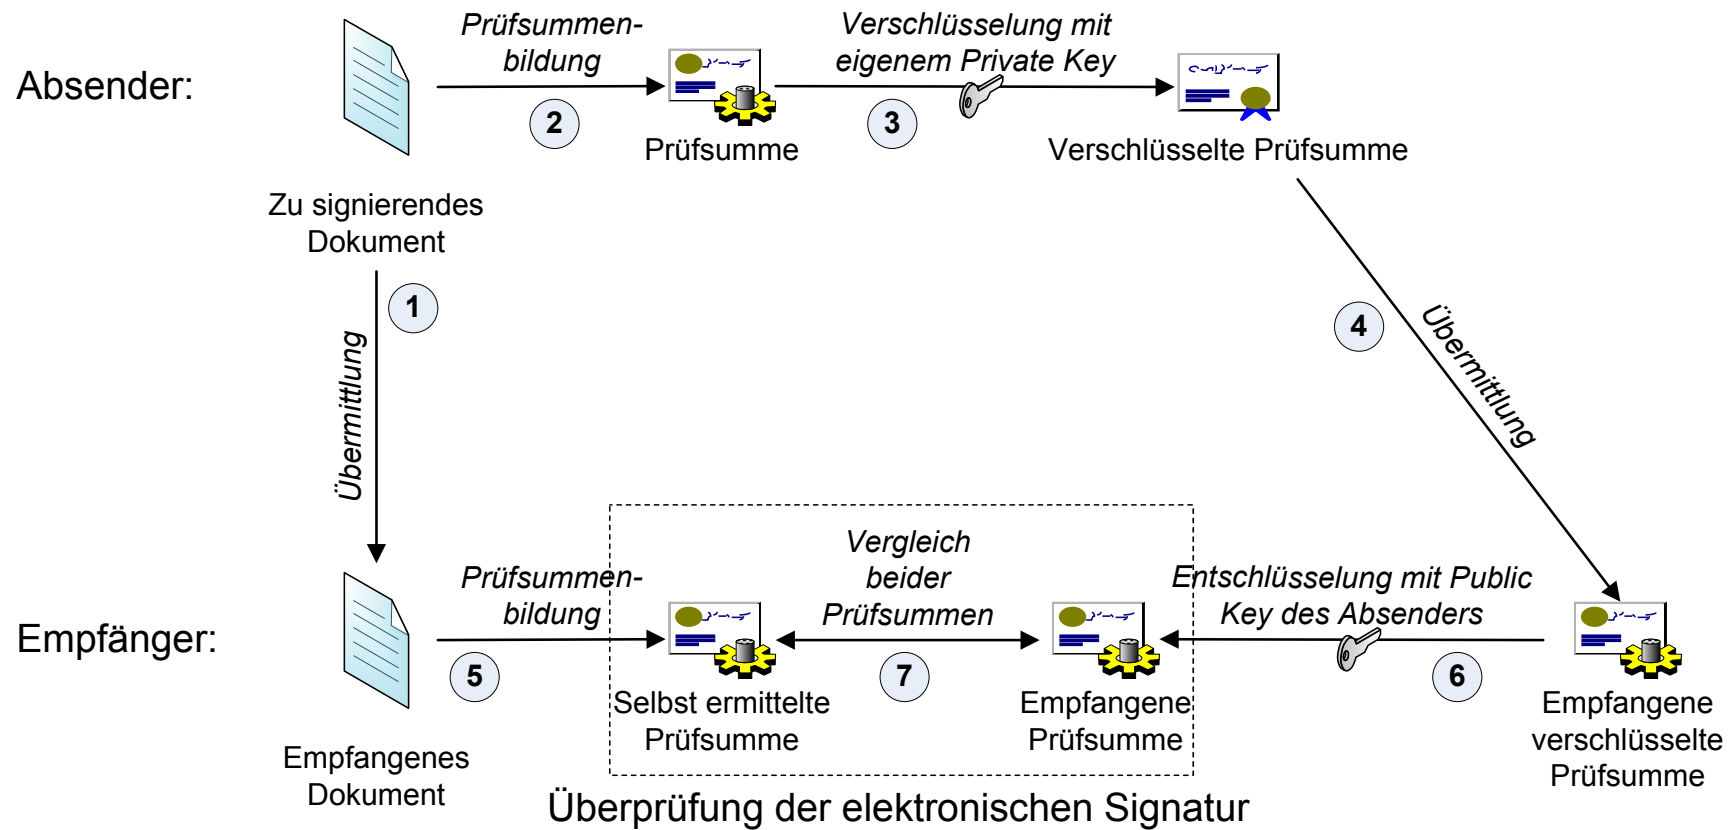 Absender:
Prüfsummen-
bildung
2
Prüfsumme
Verschlüsselung mit
eigenem Private Key
3
Verschlüsselte Prüfsumme
Zu signierendes
Dokument
1
Übermittlung
4
Übermittlung
Empfänger:
Empfangenes
Dokument
Prüfsummen-
bildung
5
Selbst ermittelte
Prüfsumme
Vergleich
beider
Prüfsummen
7
Empfangene
Prüfsumme
Entschlüsselung mit Public
Key des Absenders
6
Empfangene
verschlüsselte
Prüfsumme
Überprüfung der elektronischen Signatur